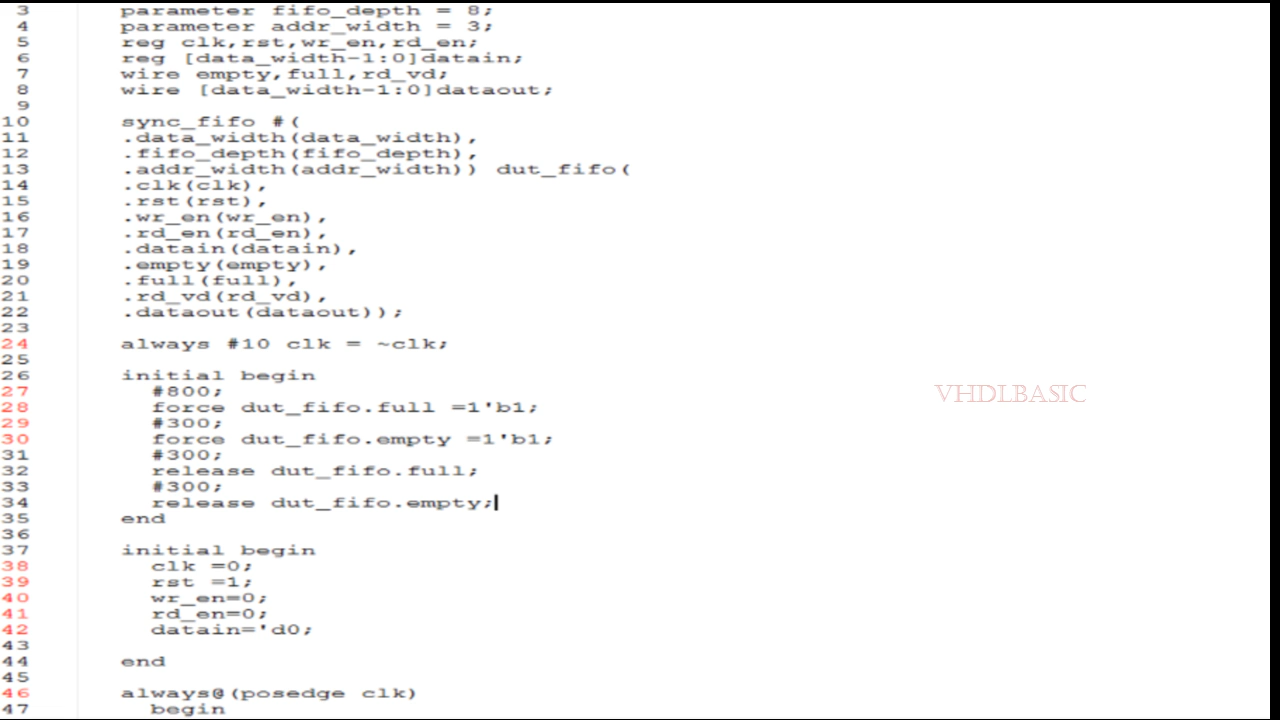 3 parameter fifo_depth = 8;
4 parameter addr_width = 3;
5 reg clk,rst,wr_en,rd_en;
6 reg [data_width-1:0]datain;
7 wire empty,full,rd_vd;
8 wire [data_width-1:0]dataout;
9
10 sync_fifo #(
11 .data_width(data_width),
12 .fifo_depth(fifo_depth),
13 .addr_width(addr_width)) dut_fifo(
14 .clk(clk),
15 .rst(rst),
16 .wr_en(wr_en),
17 .rd_en(rd_en),
18 .datain(datain),
19 .empty(empty),
20 .full(full),
21 .rd_vd(rd_vd),
22 .dataout(dataout));
23
24 always #10 clk = ~clk;
25
26 initial begin
27 #800;
28 force dut_fifo.full =1'b1;
29 #300;
30 force dut_fifo.empty =1'b1;
31 #300;
32 release dut_fifo.full;
33 #300;
34 release dut_fifo.empty;
35 end
36
37 initial begin
38 clk =0;
39 rst =1;
40 wr_en=0;
41 rd_en=0;
42 datain='d0;
43
44 end
45
46 always@(posedge clk)
47 begin
VHDLBASIC